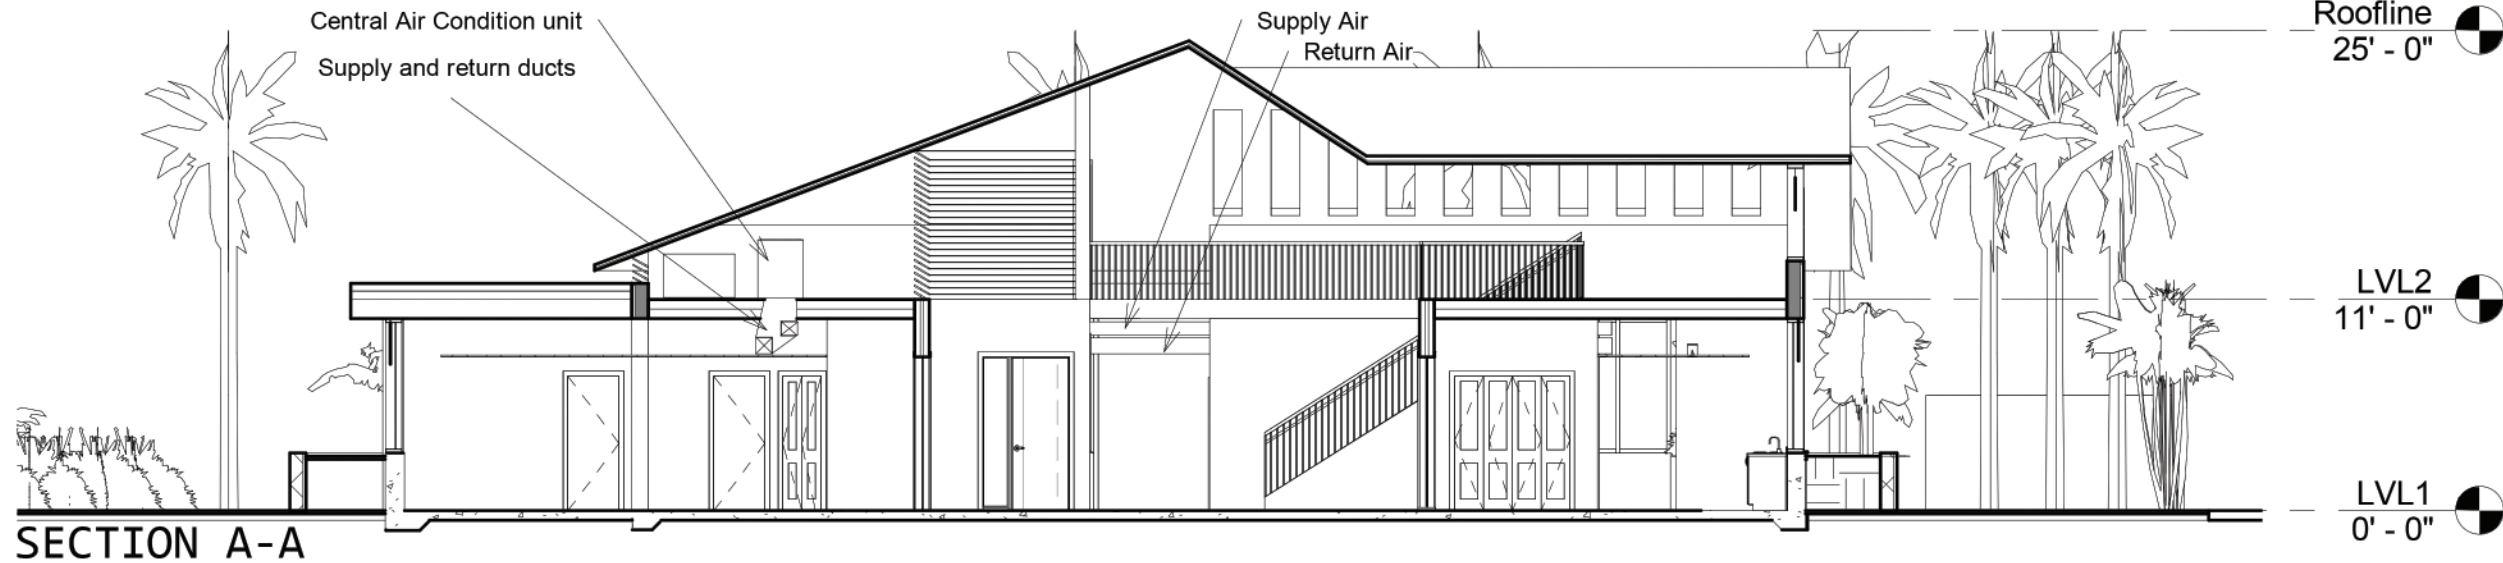 Central Air Condition unit
Supply and return ducts
Supply Air
Return Air
Roofline
25' - 0"
LVL2
11' - 0"
LVL1
0' - 0"
SECTION A-A